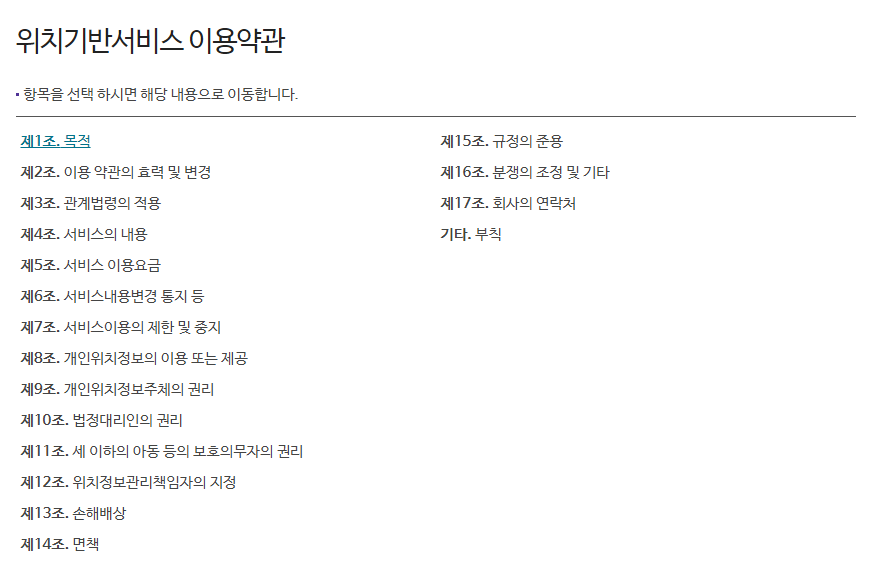 위치기반서비스 이용약관
▪ 항목을 선택 하시면 해당 내용으로 이동합니다.
제1조. 목적
제2조. 이용 약관의 효력 및 변경
제3조. 관계법령의 적용
제4조. 서비스의 내용
제5조. 서비스 이용요금
제6조. 서비스내용변경 통지 등
제7조. 서비스이용의 제한 및 중지
제8조. 개인위치정보의 이용 또는 제공
제9조. 개인위치정보주체의 권리
제10조. 법정대리인의 권리
제11조. 세 이하의 아동 등의 보호의무자의 권리
제12조. 위치정보관리책임자의 지정
제13조. 손해배상
제14조. 면책
제15조. 규정의 준용
제16조. 분쟁의 조정 및 기타
제17조. 회사의 연락처
기타. 부칙